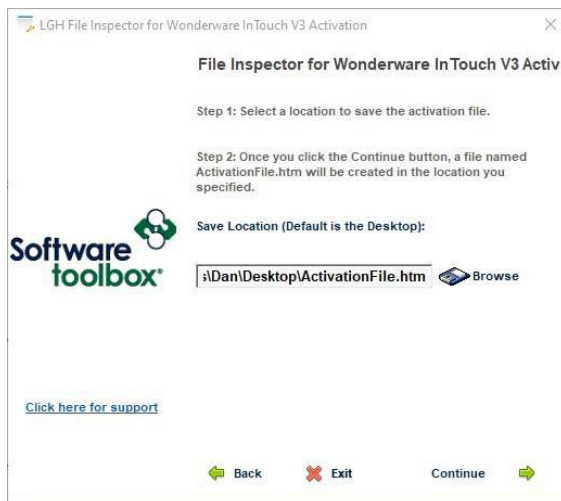 LGH File Inspector for Wonderware InTouch V3 Activation
File Inspector for Wonderware InTouch V3 Activ
Step 1: Select a location to save the activation file.
Step 2: Once you click the Continue button, a file named
ActivationFile.htm will be created in the location you
specified.
Save Location (Default is the Desktop):
Software
toolbox®
s\Dan\Desktop\ActivationFile.htm
Browse
Click here for support
Back
Exit
Continue